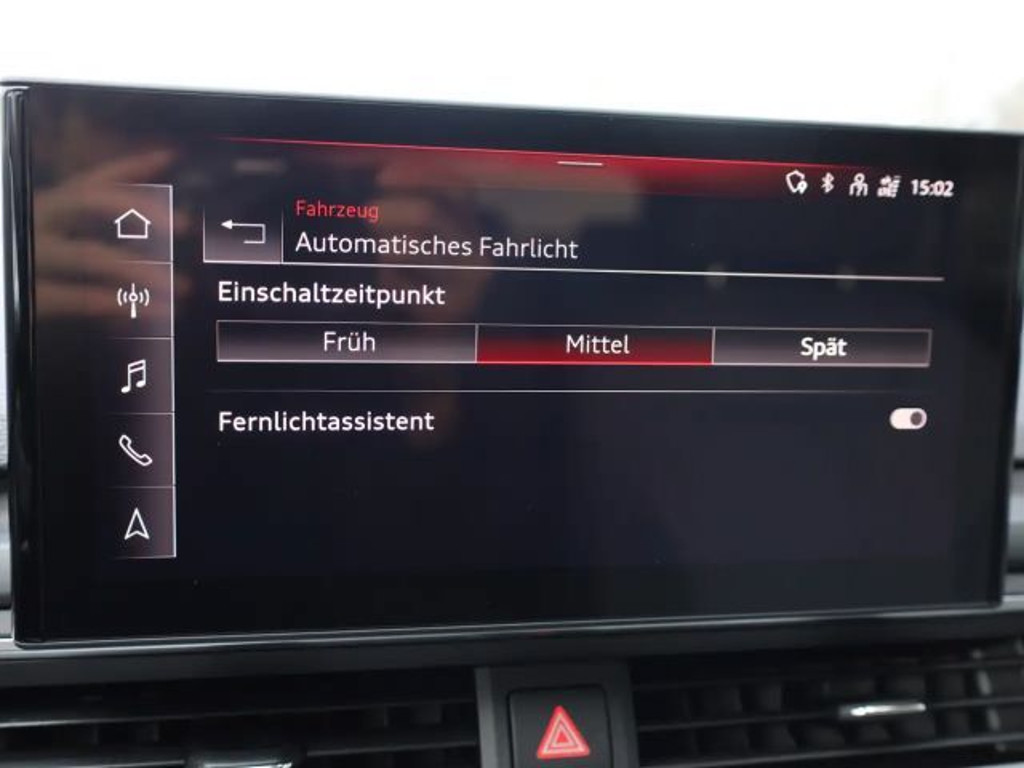 15:02
Fahrzeug
Automatisches Fahrlicht
Einschaltzeitpunkt
Früh Mittel Spät
Fernlichtassistent